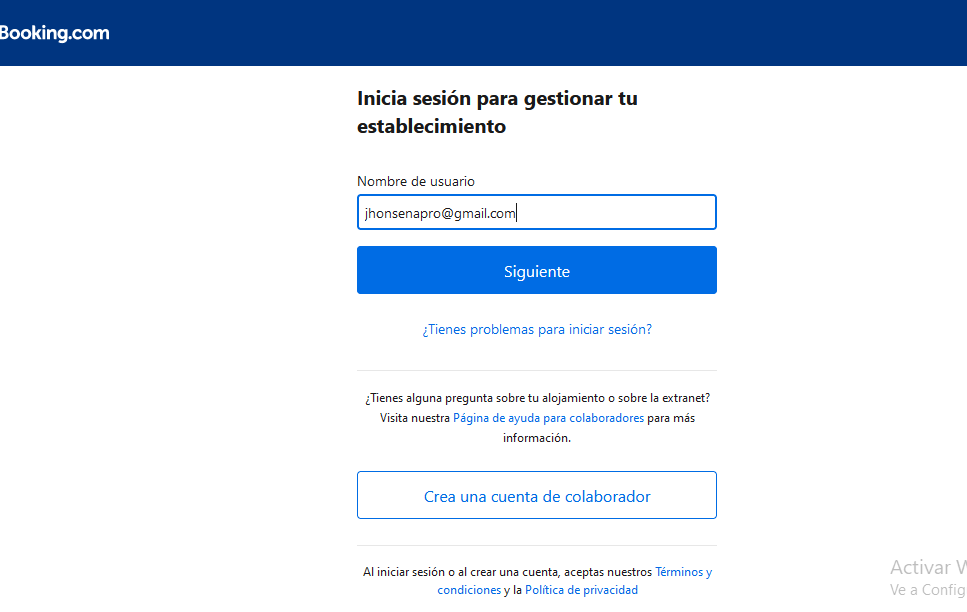 Booking.com
Inicia sesión para gestionar tu
establecimiento
Nombre de usuario
jhonsenapro@gmail.com
Siguiente
¿Tienes problemas para iniciar sesión?
¿Tienes alguna pregunta sobre tu alojamiento o sobre la extranet?
Visita nuestra Página de ayuda para colaboradores para más
información.
Crea una cuenta de colaborador
Al iniciar sesión o al crear una cuenta, aceptas nuestros Términos y
condiciones y la Política de privacidad
Activar W
Ve a Config